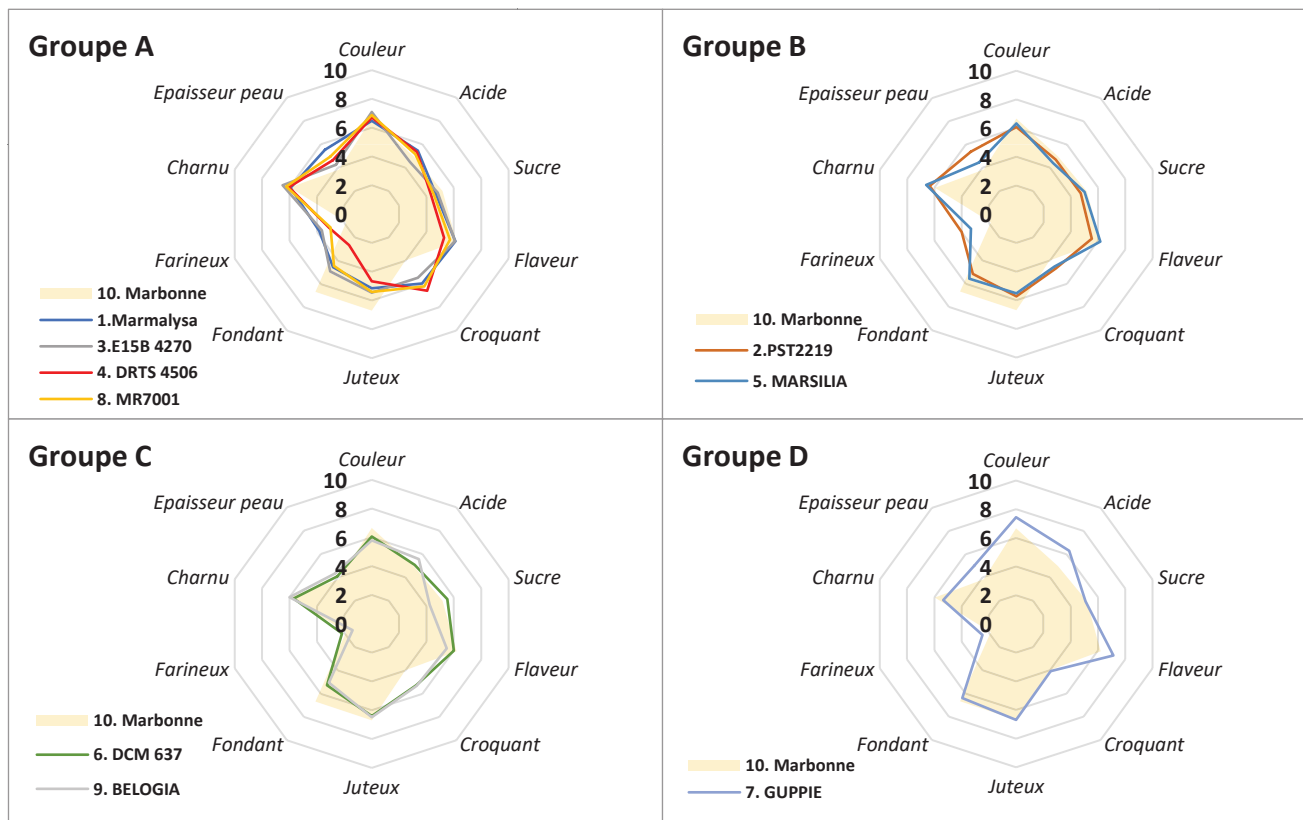 Groupe A
Couleur
Acide
Sucre
Flaveur
Croquant
Juteux
Fondant
Farineux
Charnu
Epaisseur peau
10
8
6
4
2
0
10. Marbonne
1.Marmalysa
3.E15B 4270
4. DRTS 4506
8. MR7001
Groupe B
Couleur
Acide
Sucre
Flaveur
Croquant
Juteux
Fondant
Farineux
Charnu
Epaisseur peau
10
8
6
4
2
0
10. Marbonne
2.PST2219
5. MARSILIA
Groupe C
Couleur
Acide
Sucre
Flaveur
Croquant
Juteux
Fondant
Farineux
Charnu
Epaisseur peau
10
8
6
4
2
0
10. Marbonne
6. DCM 637
9. BELOGIA
Groupe D
Couleur
Acide
Sucre
Flaveur
Croquant
Juteux
Fondant
Farineux
Charnu
Epaisseur peau
10
8
6
4
2
0
10. Marbonne
7. GUPPIE